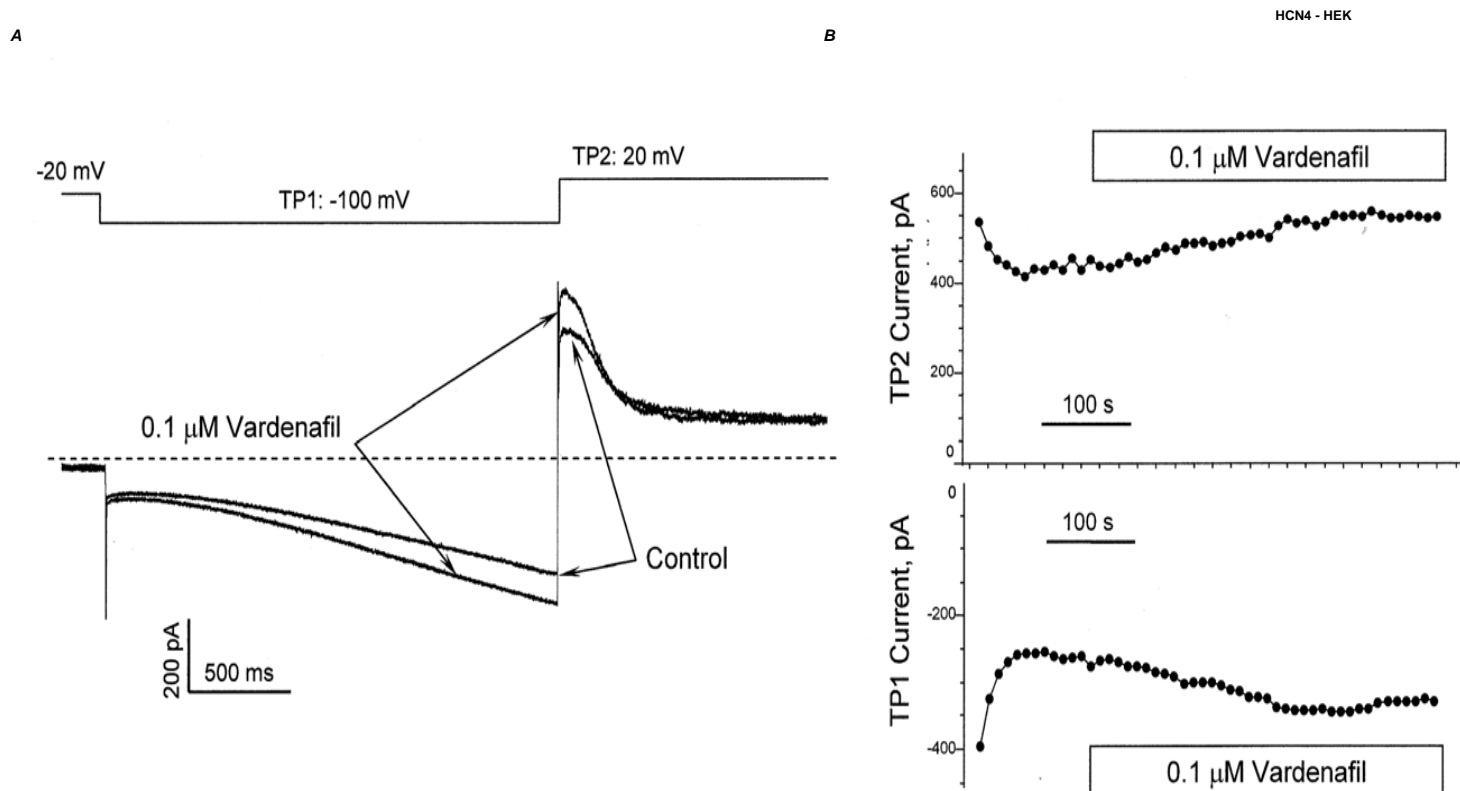 HCN4 - HEK
A
B
-20 mV
TP1: -100 mV
TP2: 20 mV
0.1 μM Vardenafil
Control
200 pA
500 ms
0.1 μM Vardenafil
TP2 Current, pA
600
400
200
0
100 s
TP1 Current, pA
0
-200
-400
100 s
0.1 μM Vardenafil